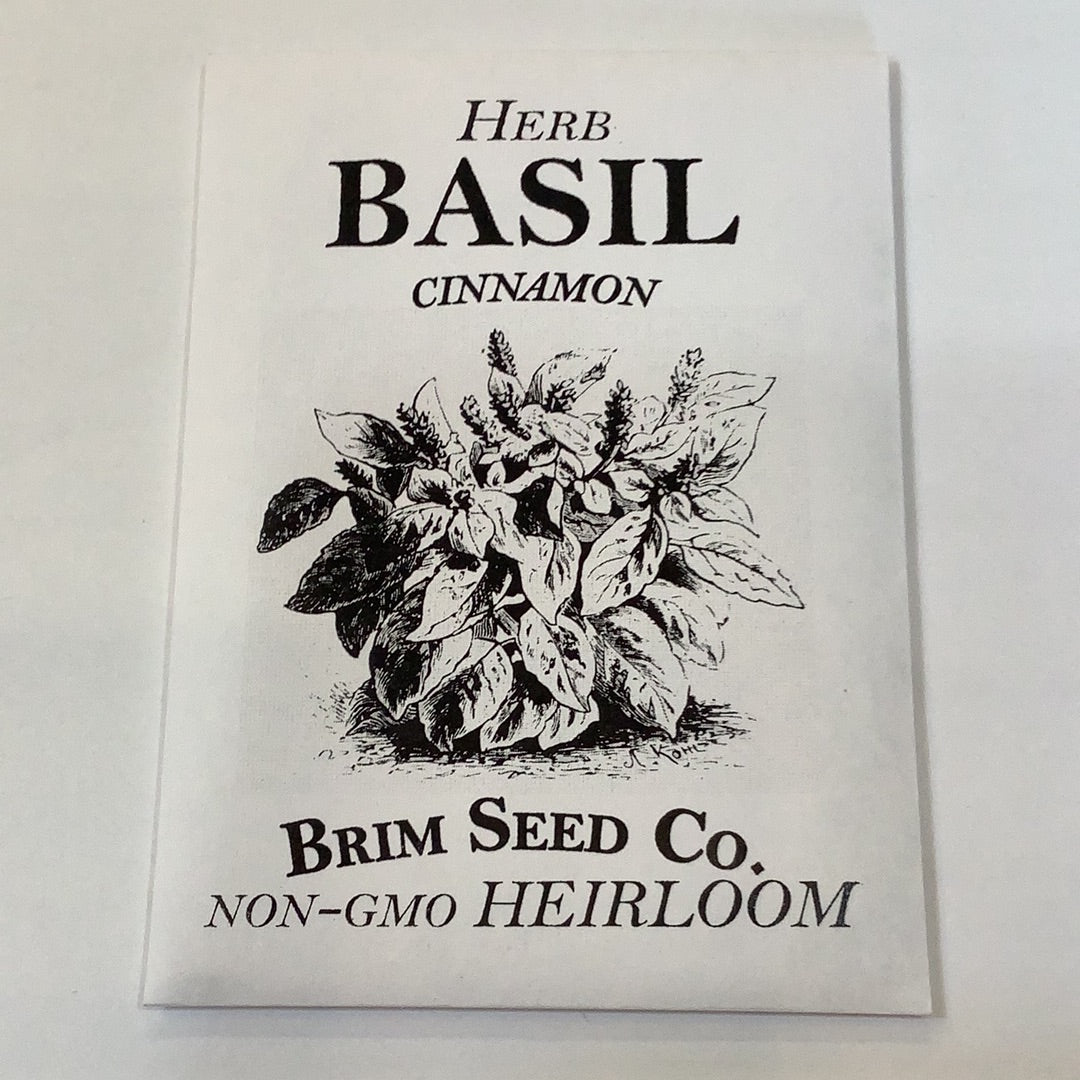 HERB
BASIL
CINNAMON
BRIM SEED CO.
NON-GMO HEIRLOOM